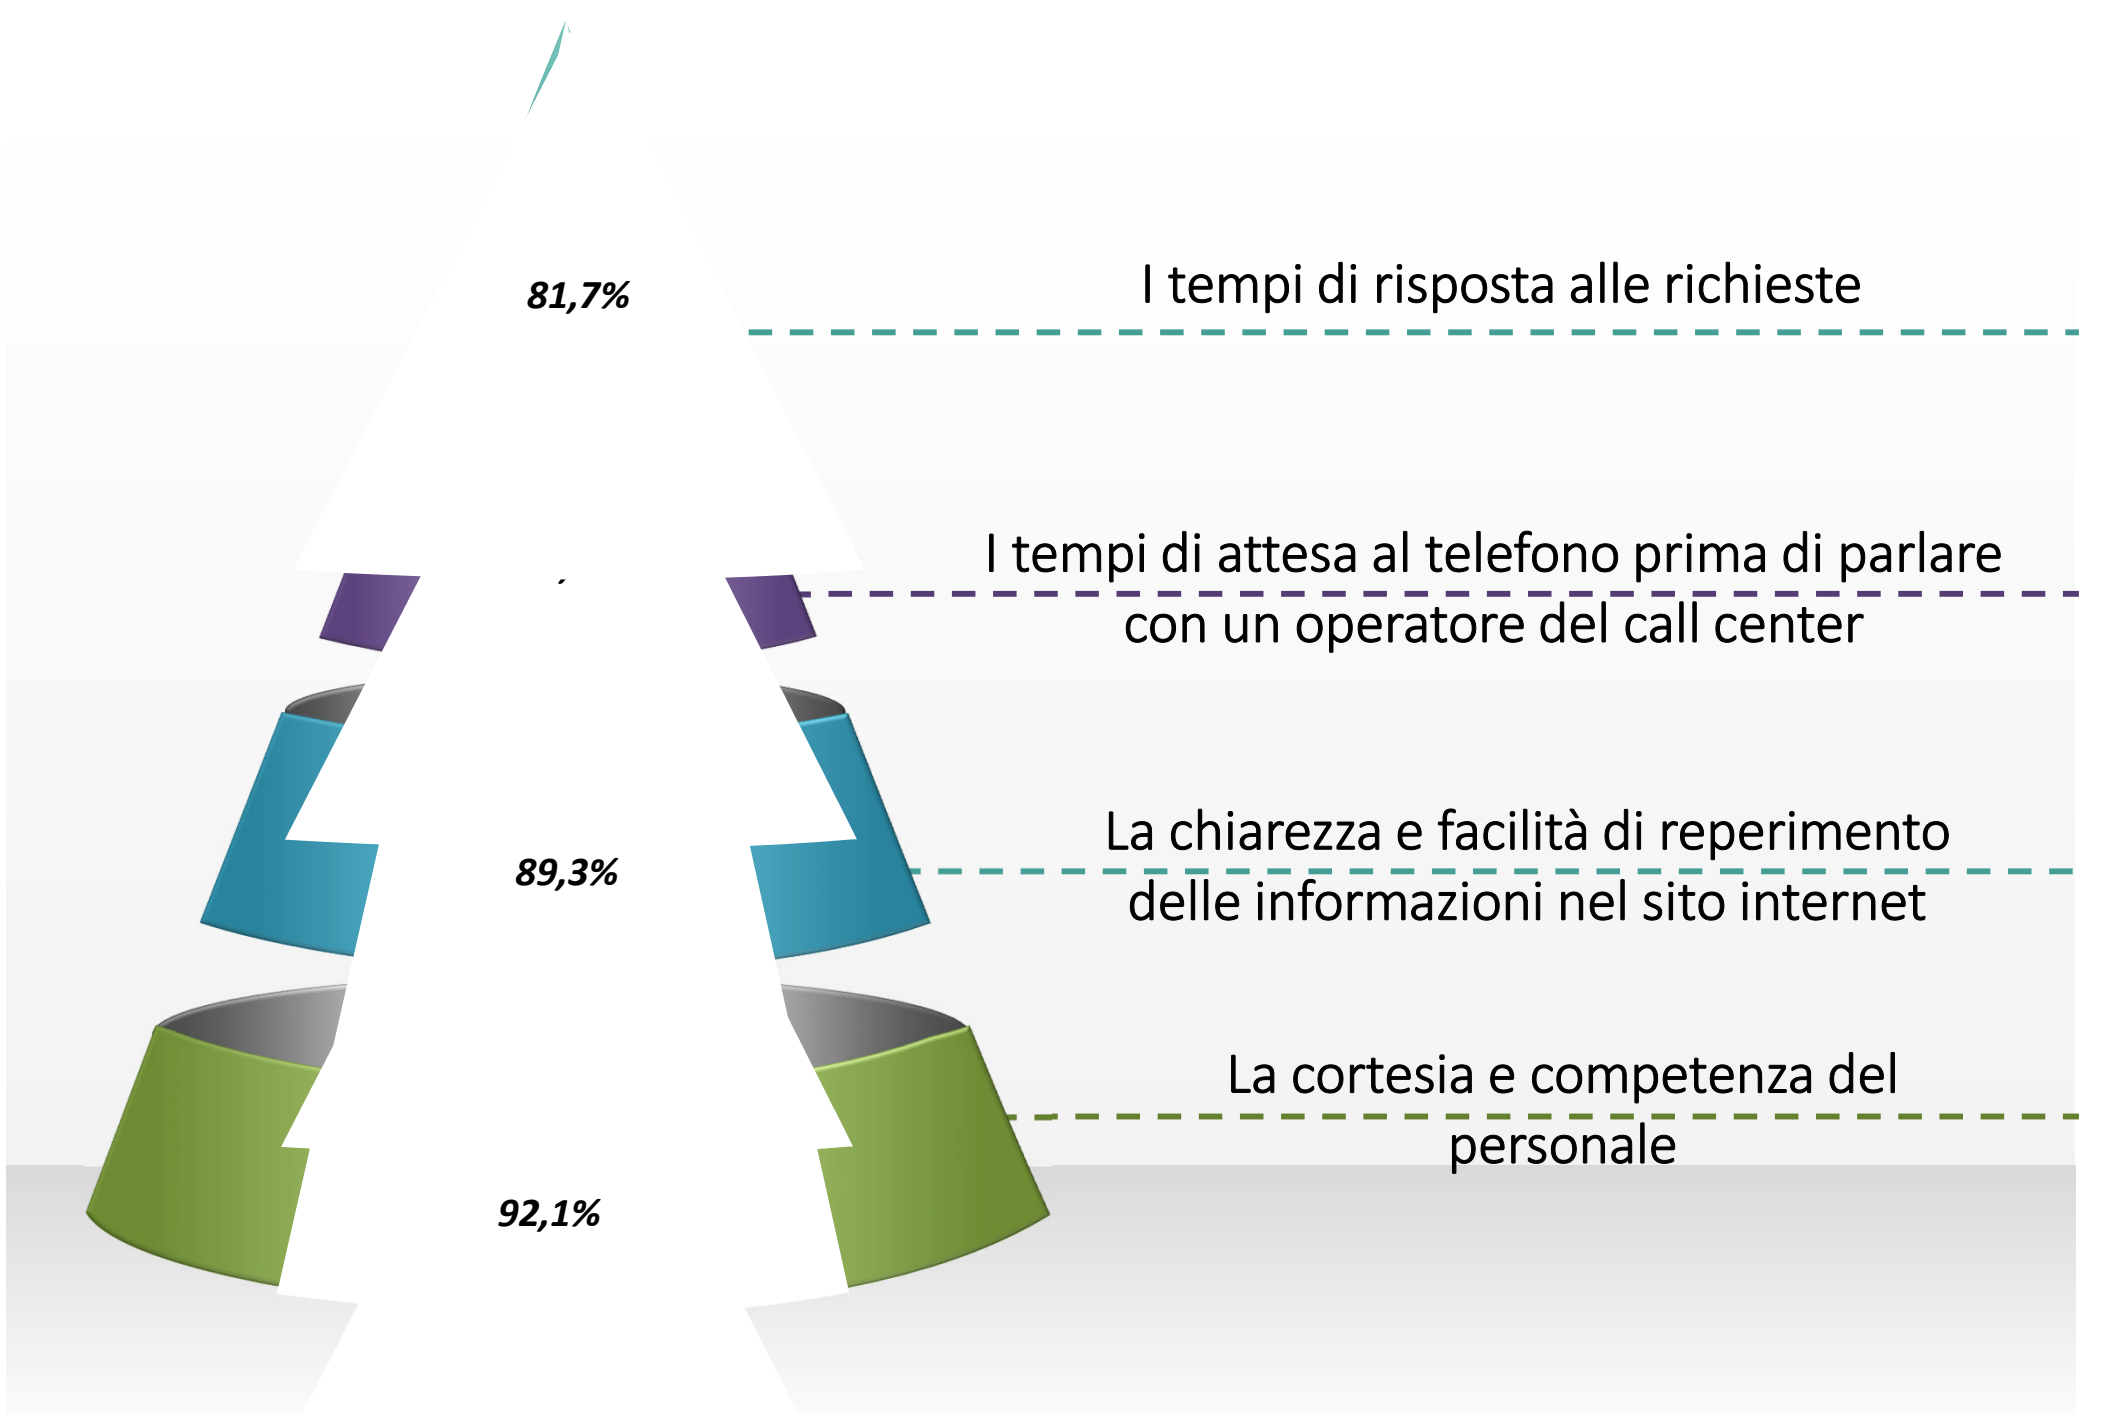 81,7%
I tempi di risposta alle richieste
I tempi di attesa al telefono prima di parlare
con un operatore del call center
89,3%
La chiarezza e facilità di reperimento
delle informazioni nel sito internet
92,1%
La cortesia e competenza del
personale